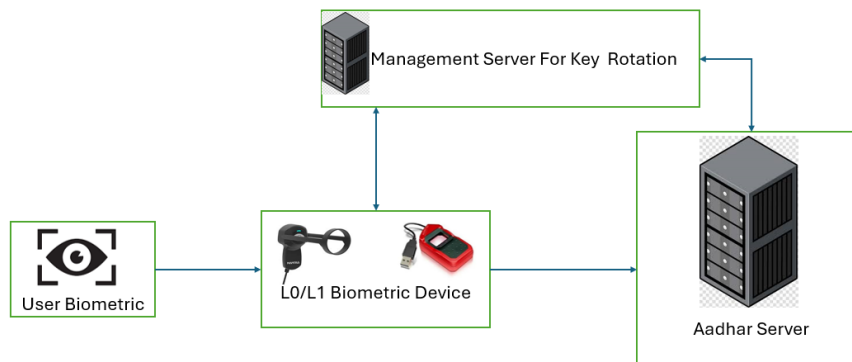 Management Server For Key Rotation
User Biometric
L0/L1 Biometric Device
Aadhar Server